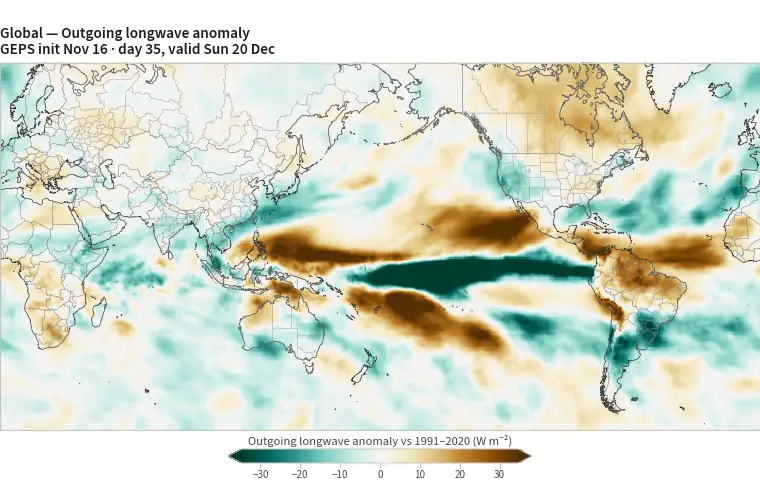 Global — Outgoing longwave anomaly
GEPS init Nov 16 · day 35, valid Sun 20 Dec
Outgoing longwave anomaly vs 1991–2020 (W m⁻²)
−30 −20 −10 0 10 20 30